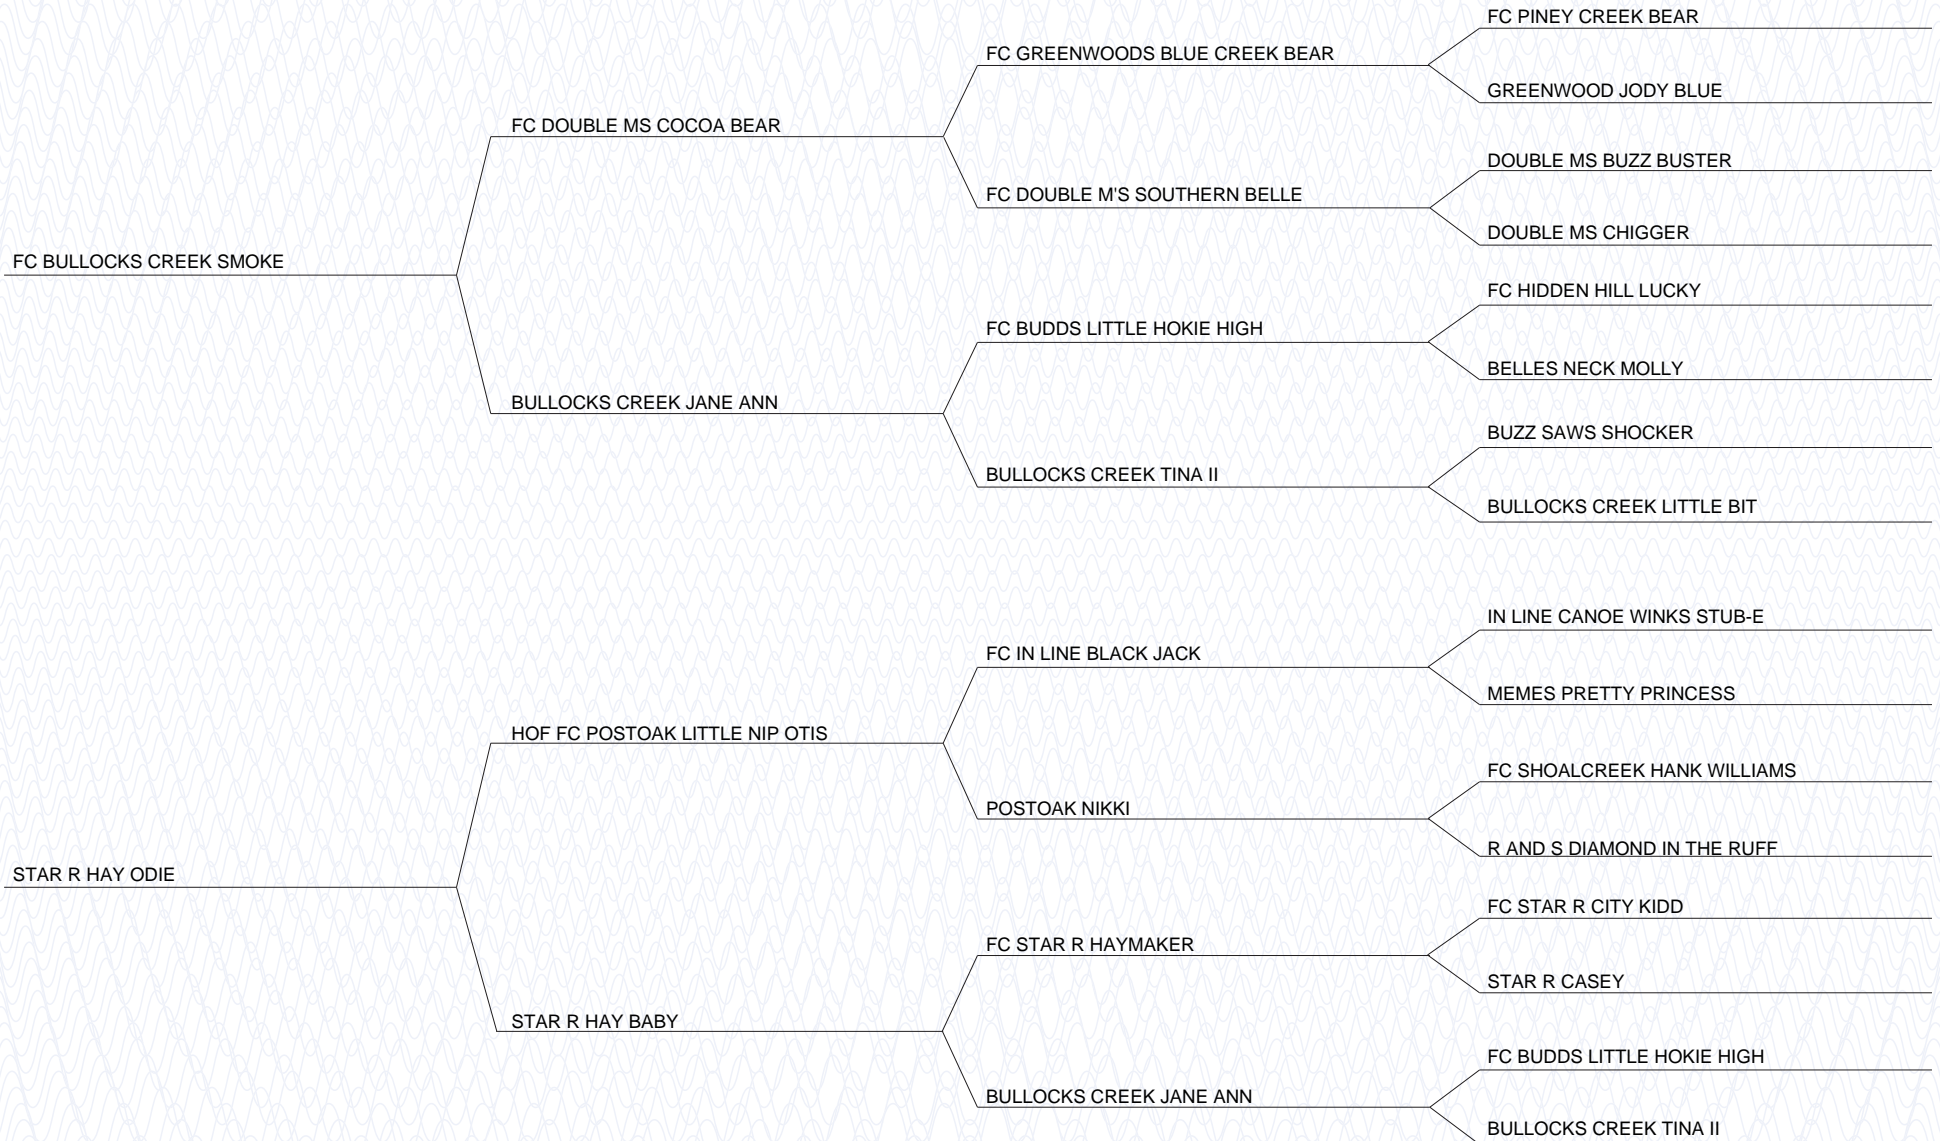 FC PINEY CREEK BEAR
FC GREENWOODS BLUE CREEK BEAR
GREENWOOD JODY BLUE
FC DOUBLE MS COCOA BEAR
DOUBLE MS BUZZ BUSTER
FC DOUBLE M'S SOUTHERN BELLE
DOUBLE MS CHIGGER
FC BULLOCKS CREEK SMOKE
FC HIDDEN HILL LUCKY
FC BUDDS LITTLE HOKIE HIGH
BELLES NECK MOLLY
BULLOCKS CREEK JANE ANN
BUZZ SAWS SHOCKER
BULLOCKS CREEK TINA II
BULLOCKS CREEK LITTLE BIT
IN LINE CANOE WINKS STUB-E
FC IN LINE BLACK JACK
MEMES PRETTY PRINCESS
HOF FC POSTOAK LITTLE NIP OTIS
FC SHOALCREEK HANK WILLIAMS
POSTOAK NIKKI
R AND S DIAMOND IN THE RUFF
STAR R HAY ODIE
FC STAR R CITY KIDD
FC STAR R HAYMAKER
STAR R CASEY
STAR R HAY BABY
FC BUDDS LITTLE HOKIE HIGH
BULLOCKS CREEK JANE ANN
BULLOCKS CREEK TINA II